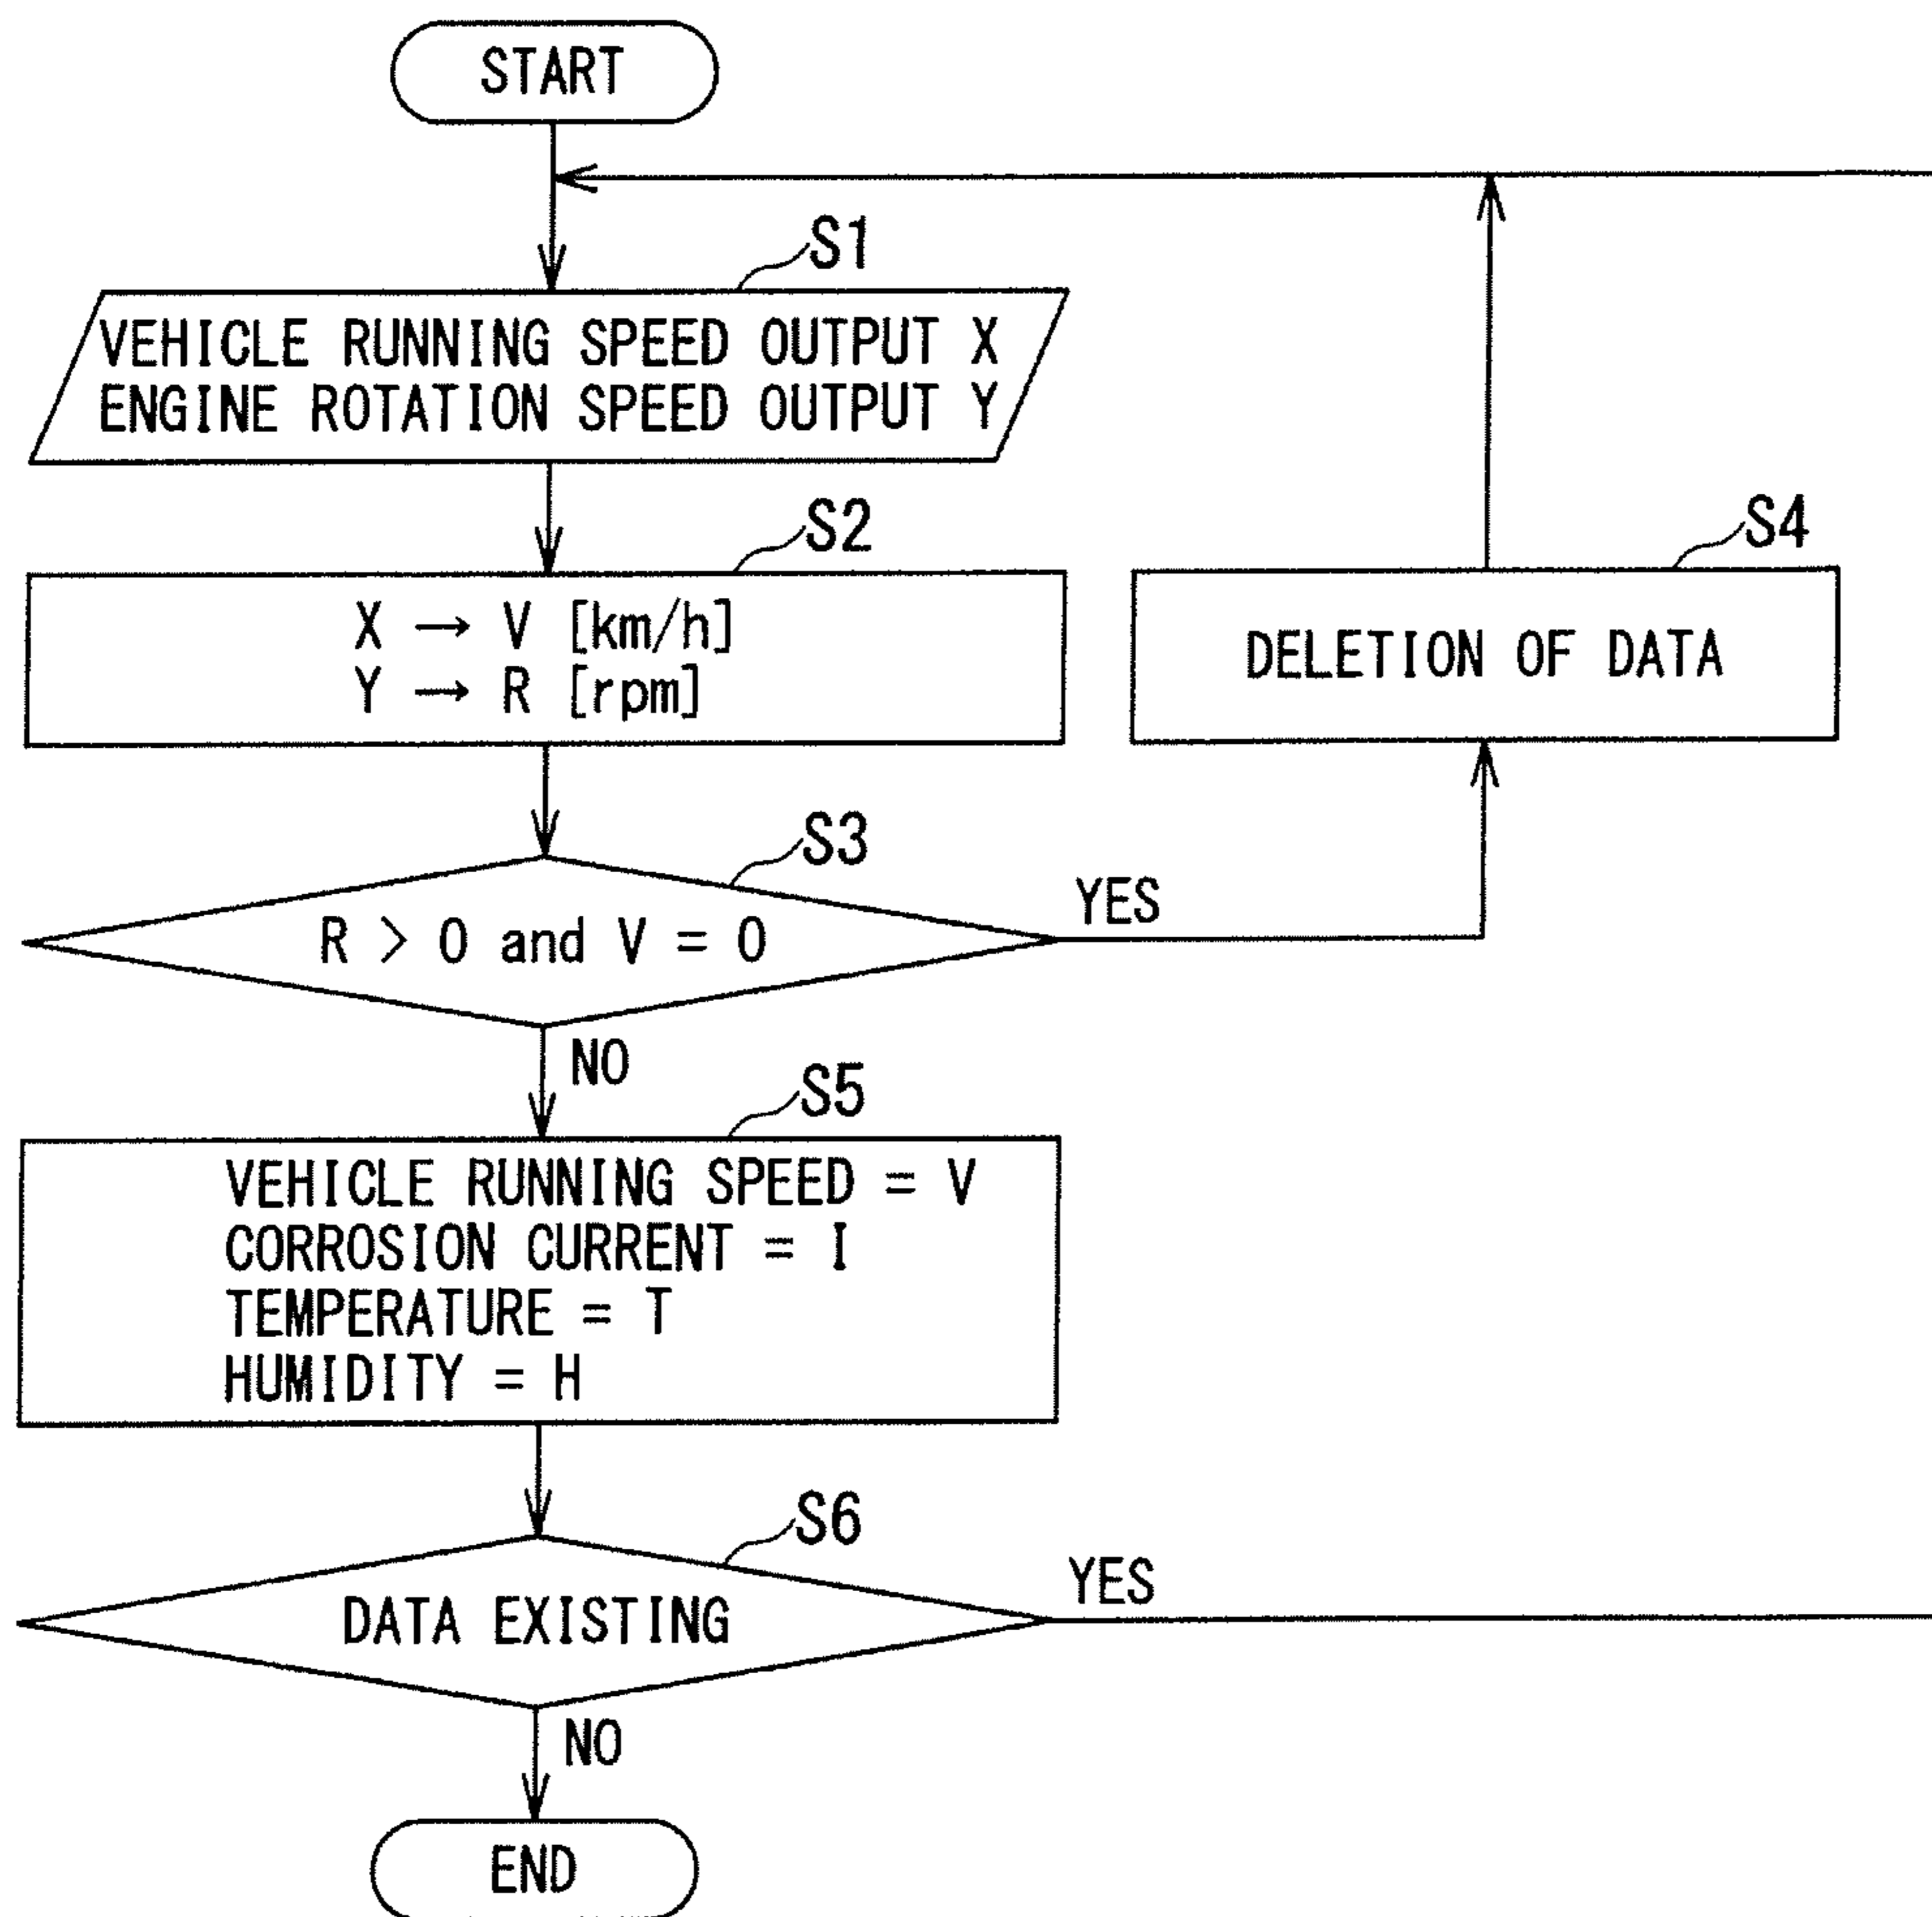 START
S1
VEHICLE RUNNING SPEED OUTPUT X
ENGINE ROTATION SPEED OUTPUT Y
S2
X → V [km/h]
Y → R [rpm]
S4
DELETION OF DATA
S3
R > 0 and V = 0
YES
NO
S5
VEHICLE RUNNING SPEED = V
CORROSION CURRENT = I
TEMPERATURE = T
HUMIDITY = H
S6
DATA EXISTING
YES
NO
END